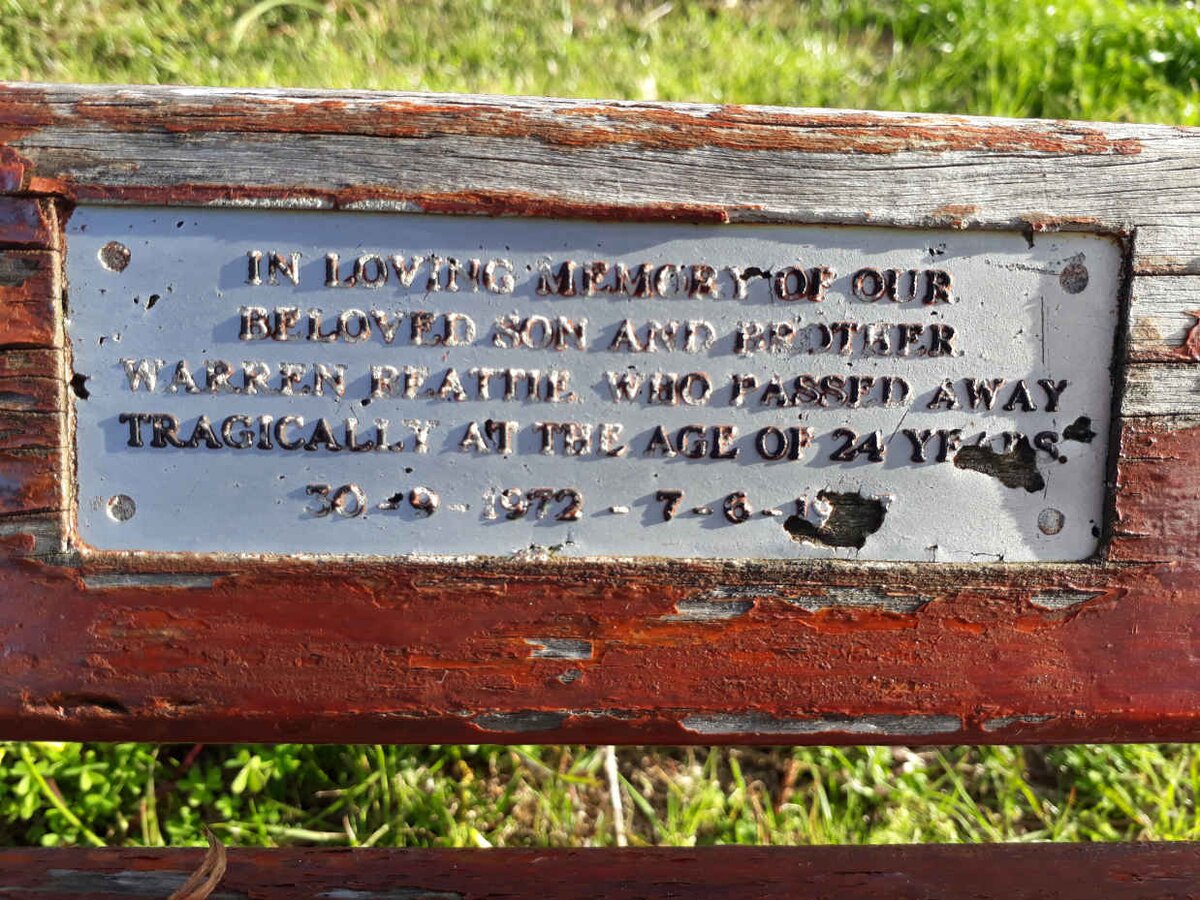 IN LOVING MEMORY OF OUR
BELOVED SON AND BROTHER
WARREN BEATTIE WHO PASSED AWAY
TRAGICALLY AT THE AGE OF 24 YEARS.
30-9-1972 - 7-6-19